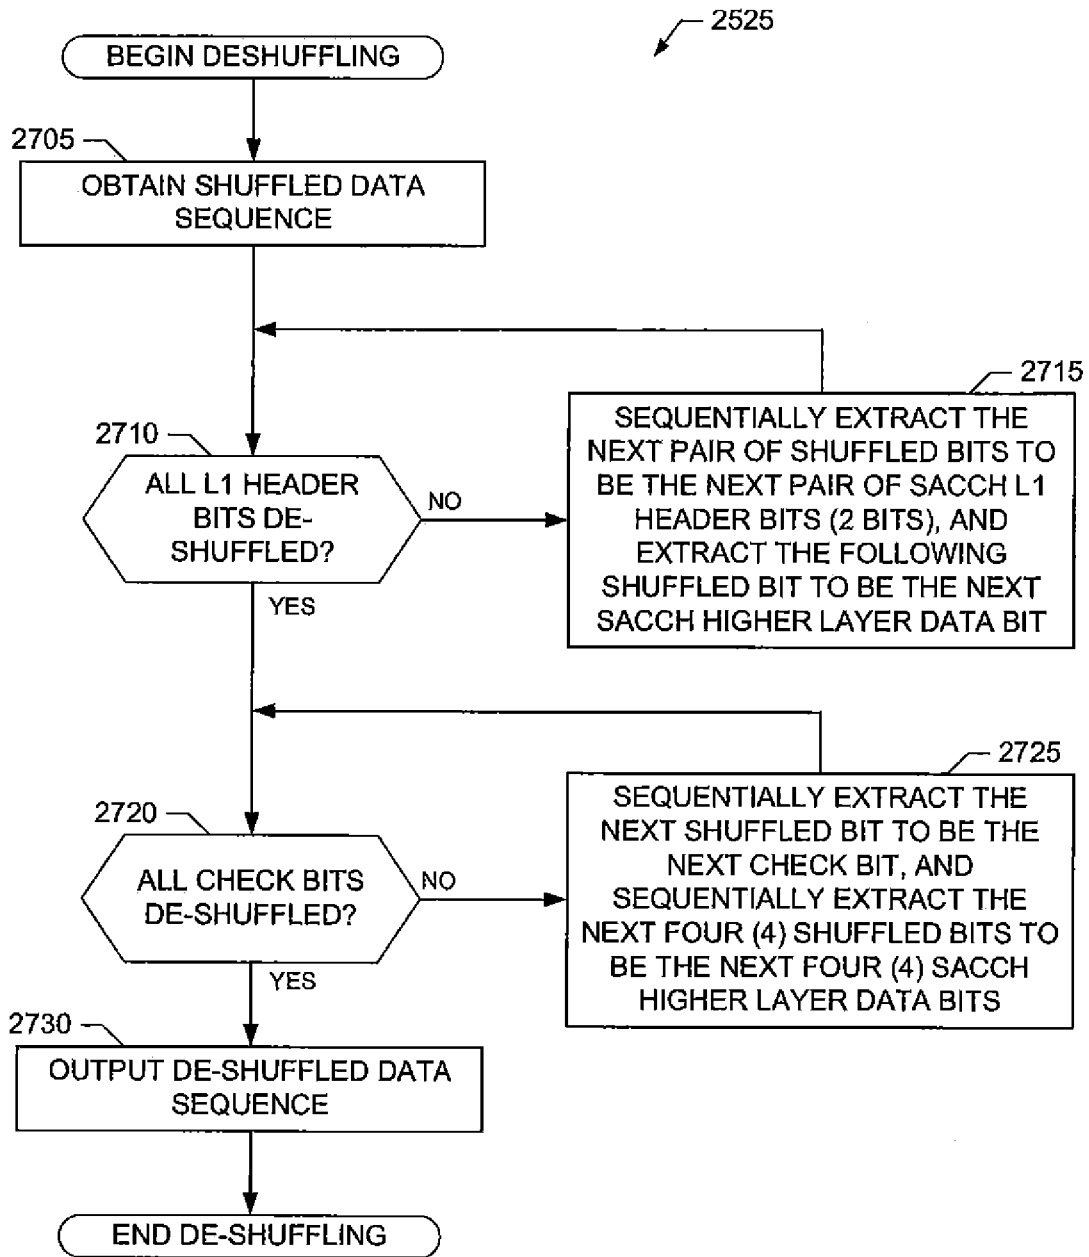 2525
BEGIN DESHUFFLING
2705
OBTAIN SHUFFLED DATA
SEQUENCE
2710
ALL L1 HEADER
BITS DE-
SHUFFLED?
NO
YES
2715
SEQUENTIALLY EXTRACT THE
NEXT PAIR OF SHUFFLED BITS TO
BE THE NEXT PAIR OF SACCH L1
HEADER BITS (2 BITS), AND
EXTRACT THE FOLLOWING
SHUFFLED BIT TO BE THE NEXT
SACCH HIGHER LAYER DATA BIT
2720
ALL CHECK BITS
DE-SHUFFLED?
NO
YES
2725
SEQUENTIALLY EXTRACT THE
NEXT SHUFFLED BIT TO BE THE
NEXT CHECK BIT, AND
SEQUENTIALLY EXTRACT THE
NEXT FOUR (4) SHUFFLED BITS TO
BE THE NEXT FOUR (4) SACCH
HIGHER LAYER DATA BITS
2730
OUTPUT DE-SHUFFLED DATA
SEQUENCE
END DE-SHUFFLING